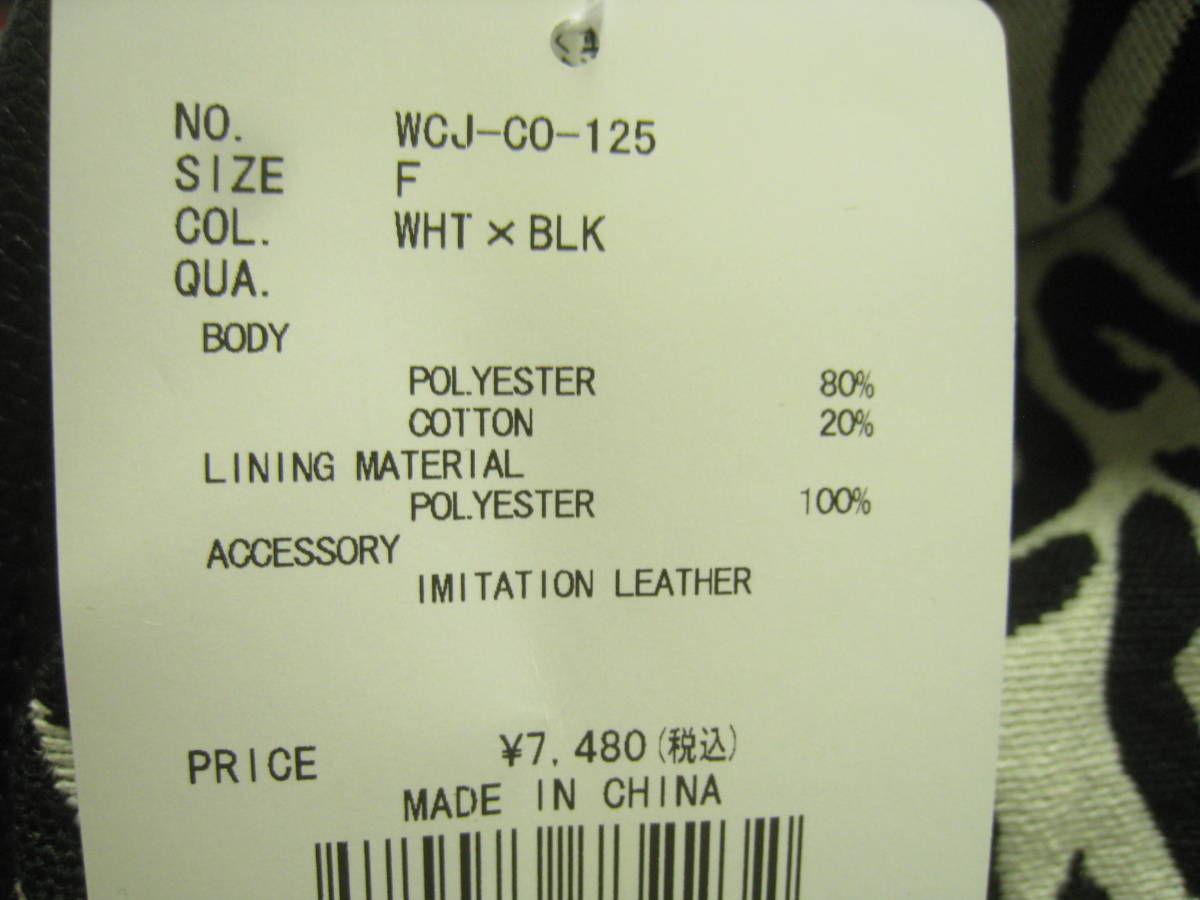 NO. WCJ-CO-125
SIZE F
COL. WHT×BLK
QUA.
BODY
POLYESTER 80%
COTTON 20%
LINING MATERIAL
POLYESTER 100%
ACCESSORY
IMITATION LEATHER
PRICE ¥7,480(税込)
MADE IN CHINA